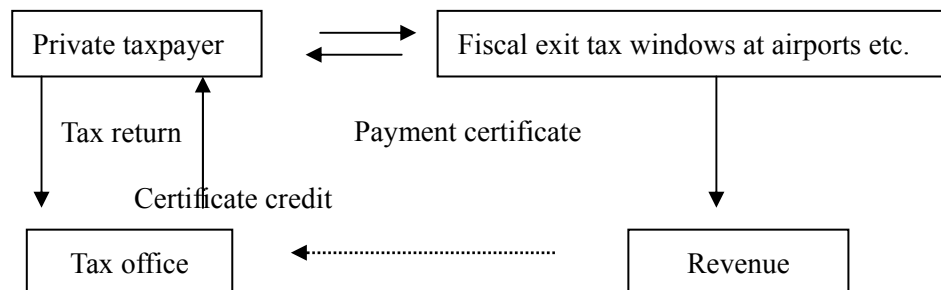 Private taxpayer
Fiscal exit tax windows at airports etc.
Tax return
Payment certificate
Certificate credit
Tax office
Revenue